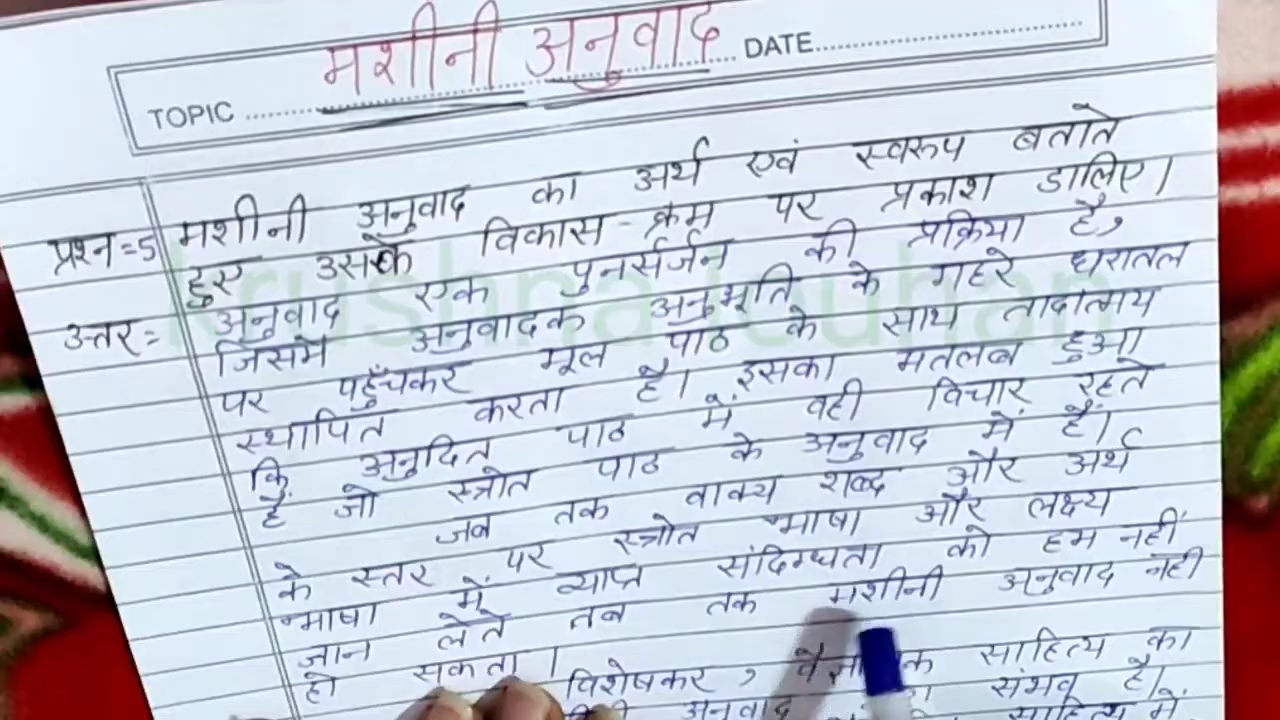 मशीनी अनुवाद
TOPIC DATE
मशीनी अनुवाद का अर्थ एवं स्वरुप बताते
प्रश्न=5 हुए उसके विकास-क्रम पर प्रकाश डालिए।
उत्तर= अनुवाद एक पुनर्सर्जन की प्रक्रिया है,
जिसमें अनुवादक अनुभूति के गहरे धरातल
पर पहुँचकर मूल पाठ के साथ तादात्मय
स्थापित करता है। इसका मतलब हुआ
कि अनुदित पाठ में वही विचार रहते
हैं जो स्त्रोत पाठ के अनुवाद में हैं।
जब तक वाक्य शब्द और अर्थ
के स्तर पर स्त्रोत भाषा और लक्ष्य
भाषा में व्याप्त संदिग्धता को हम नहीं
जान लेते तब तक मशीनी अनुवाद नही
हो सकता।
विशेषकर, साहित्य का
अनुवाद संभव है।
साहित्य में
krushna